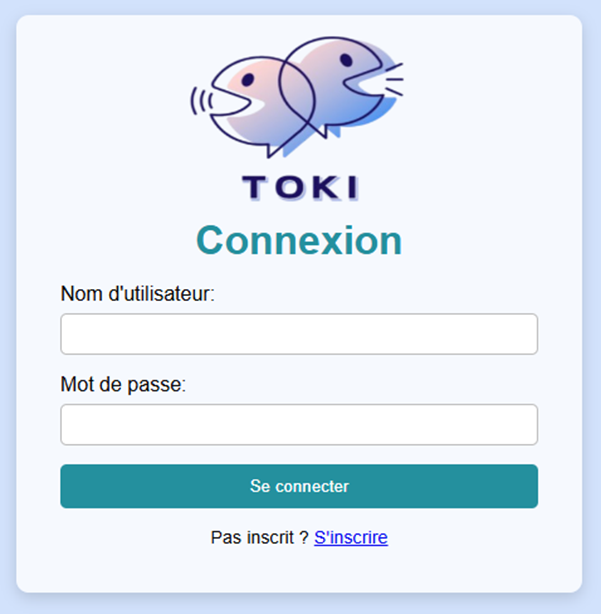 TOKI
Connexion
Nom d'utilisateur:
Mot de passe:
Se connecter
Pas inscrit ? S'inscrire